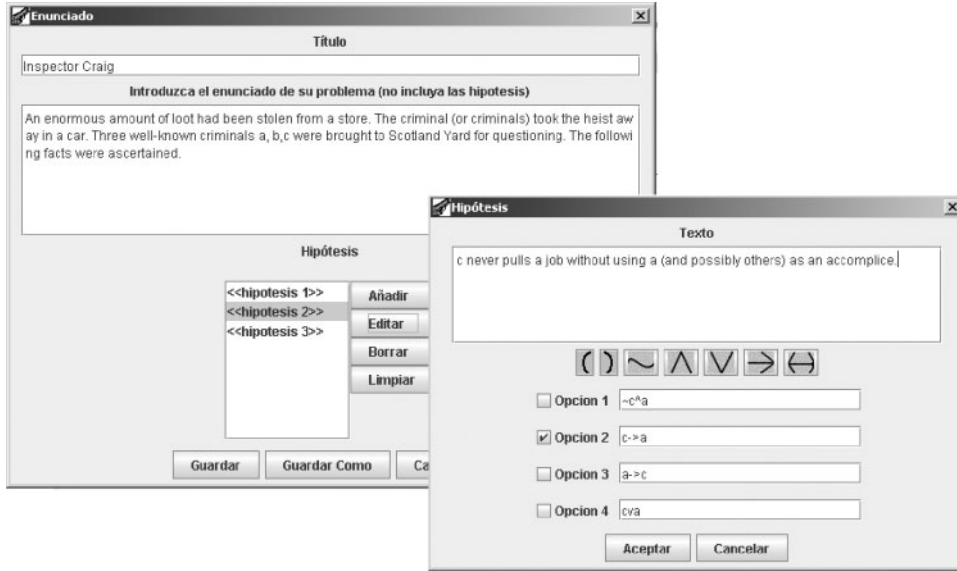 Enunciado
Título
Inspector Craig
Introduzca el enunciado de su problema (no incluya las hipotesis)
An enormous amount of loot had been stolen from a store. The criminal (or criminals) took the heist aw
ay in a car. Three well-known criminals a, b,c were brought to Scotland Yard for questioning. The followi
ng facts were ascertained.
Hipótesis
<<hipotesis 1>>
<<hipotesis 2>>
<<hipotesis 3>>
Añadir
Editar
Borrar
Limpiar
Guardar
Guardar Como
Ca
Hipótesis
Texto
c never pulls a job without using a (and possibly others) as an accomplice.
( ) ~ ∧ ∨ → ↔
Opcion 1 ~c^a
Opcion 2 c->a
Opcion 3 a->c
Opcion 4 cva
Aceptar
Cancelar